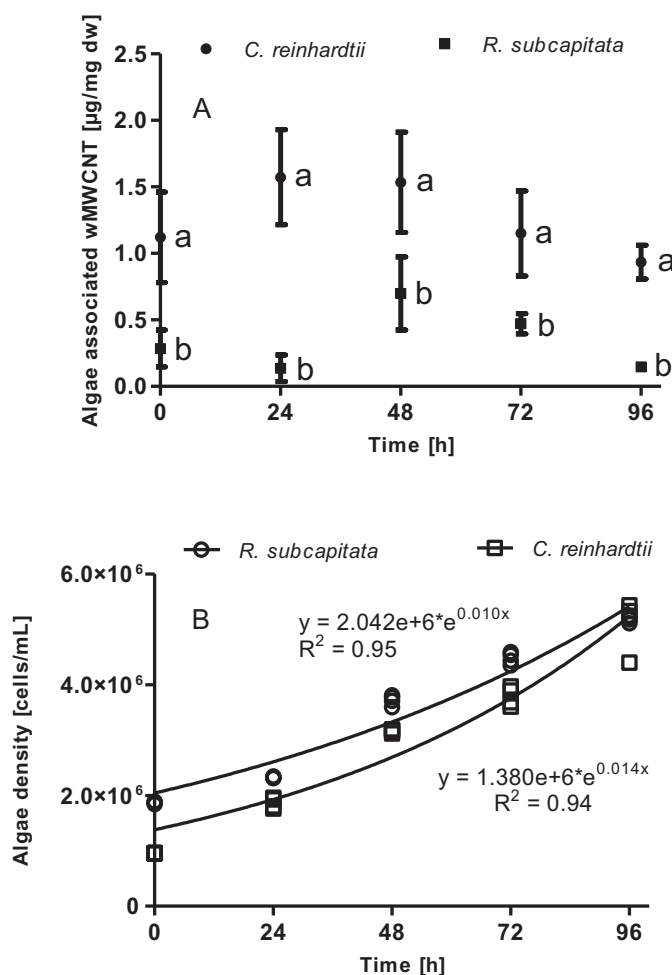 C. reinhardtii R. subcapitata
Algae associated wMWCNT [µg/mg dw]
2.5
2.0
1.5
1.0
0.5
0.0
A
a
a
a
a
a
b
b
b
b
b
0 24 48 72 96
Time [h]
R. subcapitata C. reinhardtii
Algae density [cells/mL]
6.0×10⁶
4.0×10⁶
2.0×10⁶
0
B
y = 2.042e+6*e^0.010x
R² = 0.95
y = 1.380e+6*e^0.014x
R² = 0.94
0 24 48 72 96
Time [h]